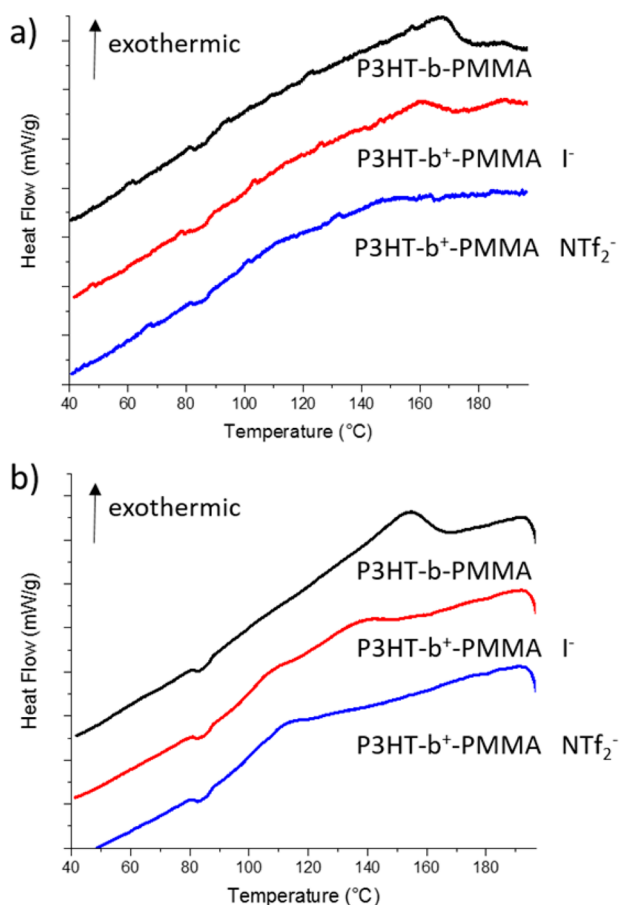 a)
exothermic
P3HT-b-PMMA
P3HT-b⁺-PMMA I⁻
P3HT-b⁺-PMMA NTf₂⁻
Heat Flow (mW/g)
40 60 80 100 120 140 160 180
Temperature (°C)
b)
exothermic
P3HT-b-PMMA
P3HT-b⁺-PMMA I⁻
P3HT-b⁺-PMMA NTf₂⁻
Heat Flow (mW/g)
40 60 80 100 120 140 160 180
Temperature (°C)